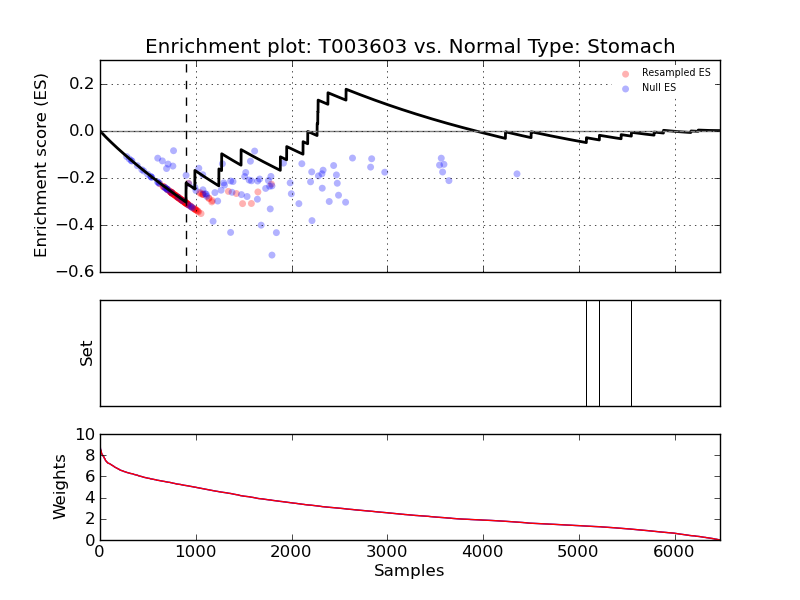 Enrichment plot: T003603 vs. Normal Type: Stomach
Enrichment score (ES)
0.2
0.0
−0.2
−0.4
−0.6
Resampled ES
Null ES
Set
Weights
10
8
6
4
2
0
0 1000 2000 3000 4000 5000 6000
Samples